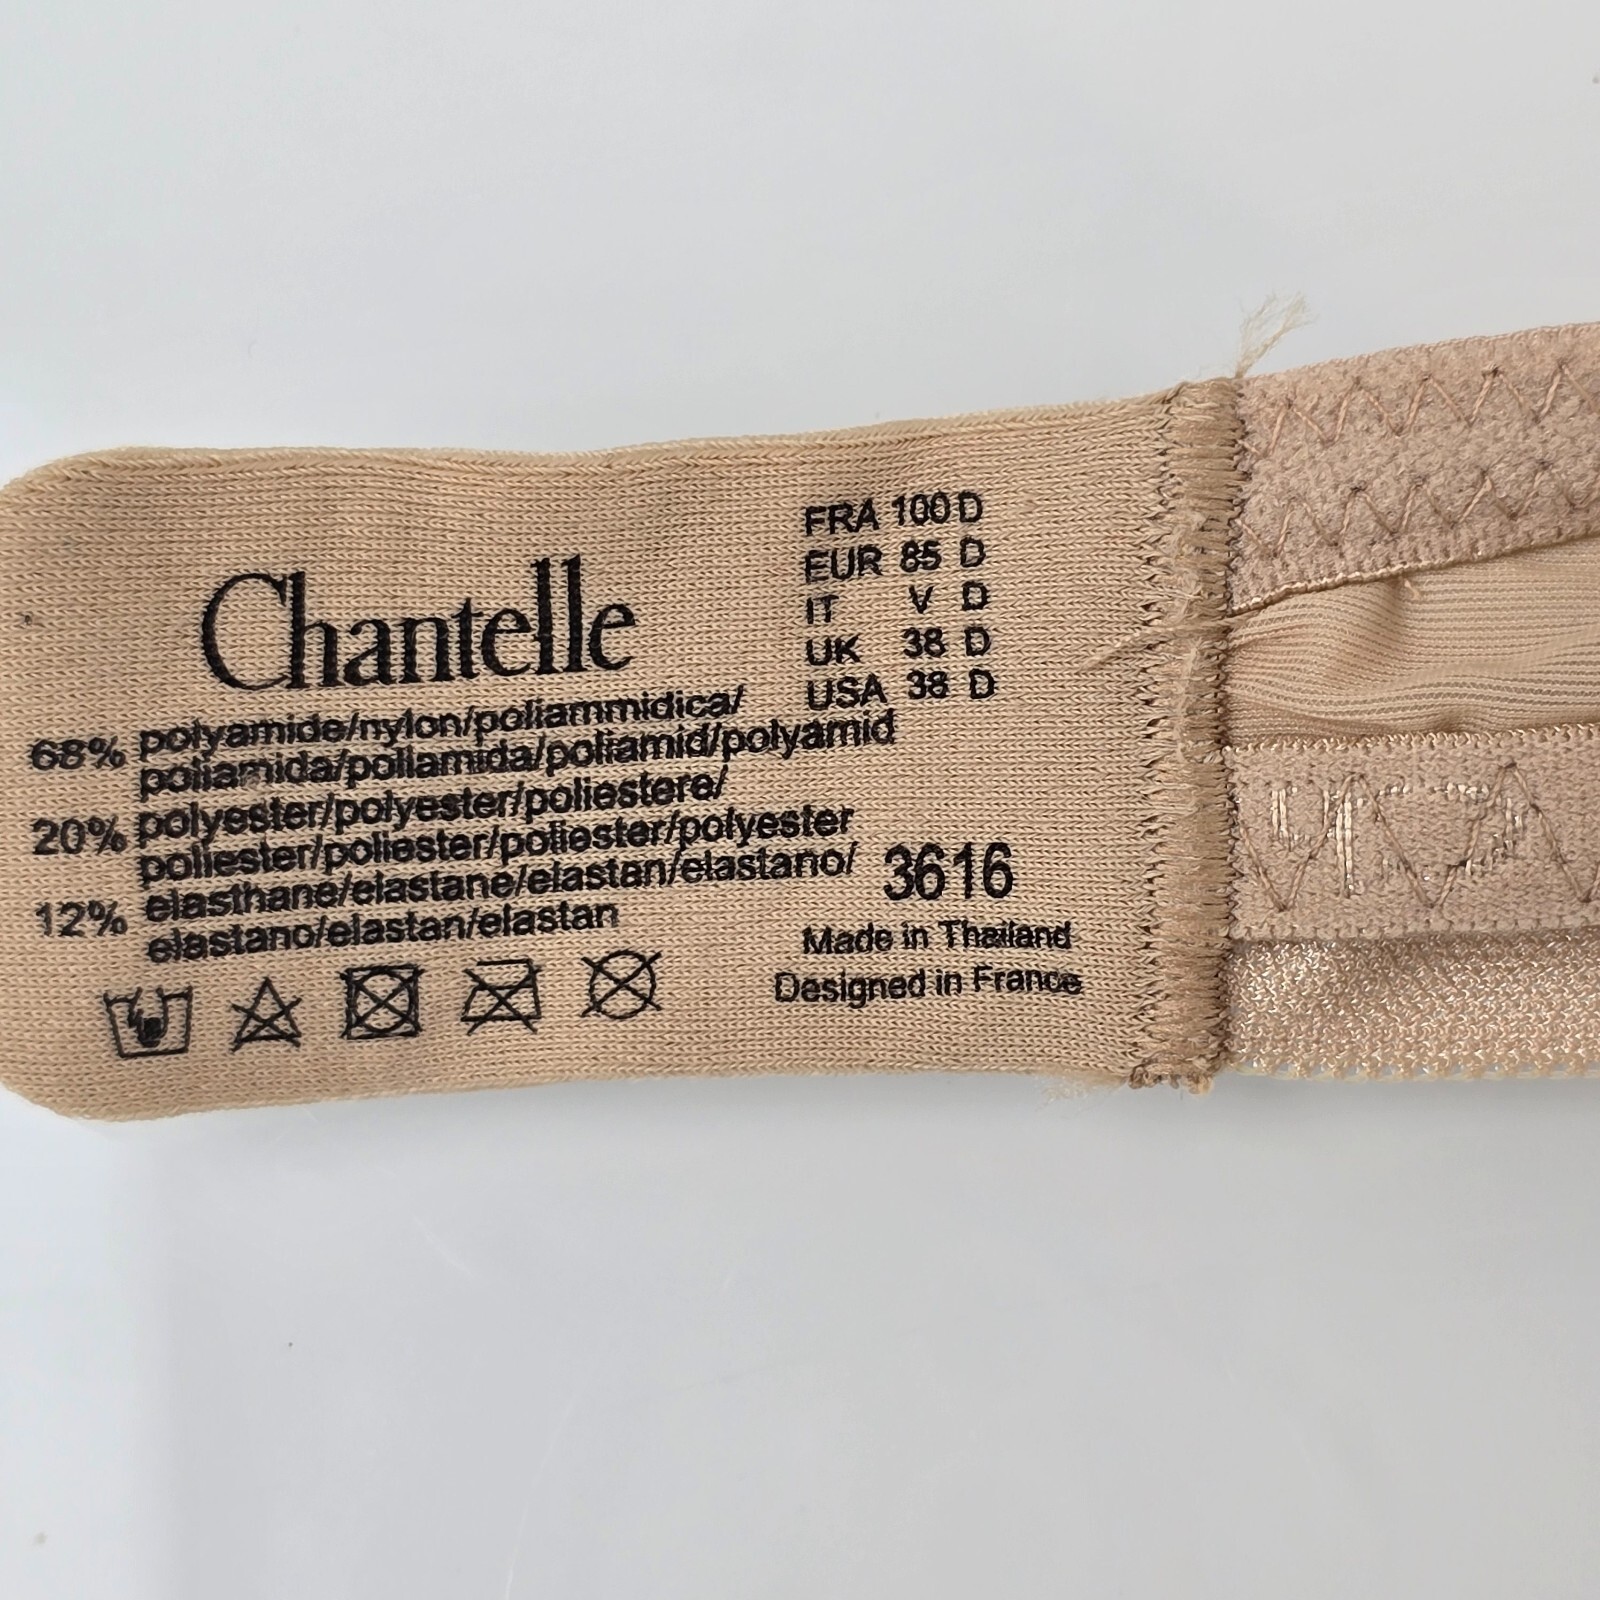 Chantelle
FRA 100 D
EUR 85 D
IT V D
UK 38 D
USA 38 D
68% polyamide/nylon/poliammidica/
poliamida/poliamida/poliamid/polyamid
20% polyester/polyester/poliestere/
poliester/poliester/poliester/polyester
12% elasthane/elastane/elastan/elastano/
elastano/elastan/elastan
3616
Made in Thailand
Designed in France